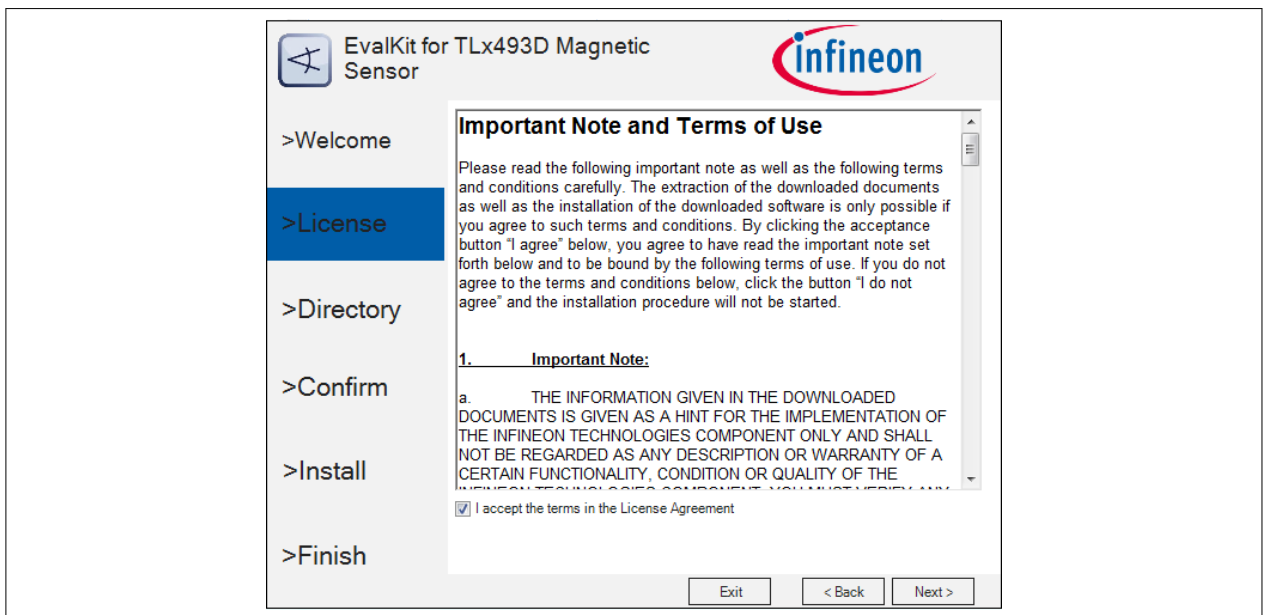 EvalKit for TLx493D Magnetic
Sensor
infineon
>Welcome
>License
>Directory
>Confirm
>Install
>Finish
Important Note and Terms of Use
Please read the following important note as well as the following terms
and conditions carefully. The extraction of the downloaded documents
as well as the installation of the downloaded software is only possible if
you agree to such terms and conditions. By clicking the acceptance
button “I agree” below, you agree to have read the important note set
forth below and to be bound by the following terms of use. If you do not
agree to the terms and conditions below, click the button “I do not
agree” and the installation procedure will not be started.
1. Important Note:
a. THE INFORMATION GIVEN IN THE DOWNLOADED
DOCUMENTS IS GIVEN AS A HINT FOR THE IMPLEMENTATION OF
THE INFINEON TECHNOLOGIES COMPONENT ONLY AND SHALL
NOT BE REGARDED AS ANY DESCRIPTION OR WARRANTY OF A
CERTAIN FUNCTIONALITY, CONDITION OR QUALITY OF THE
INFINEON TECHNOLOGIES COMPONENT. YOU MUST VERIFY ANY
I accept the terms in the License Agreement
Exit
< Back
Next >